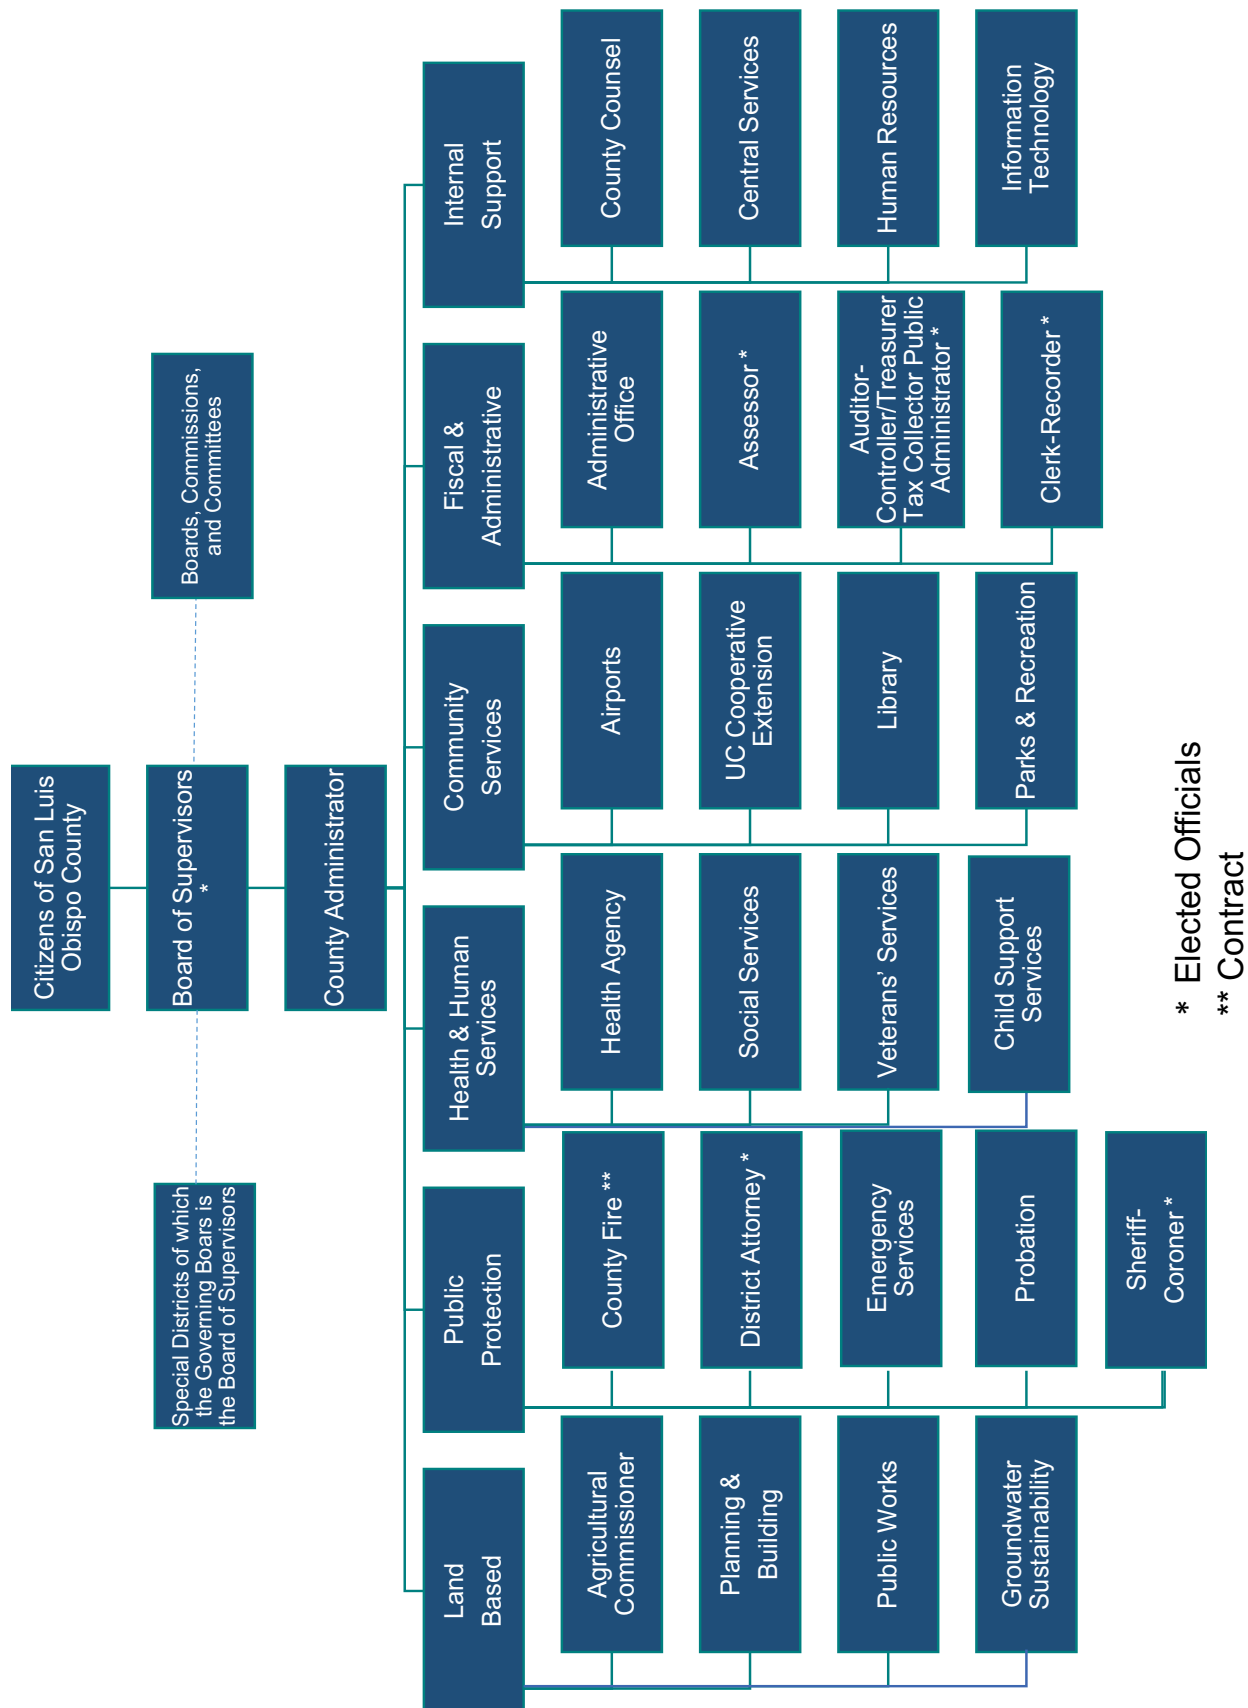 Citizens of San Luis
Obispo County
Special Districts of which
the Governing Boars is
the Board of Supervisors
Board of Supervisors
*
Boards, Commissions,
and Committees
County Administrator
Land
Based
Public
Protection
Health & Human
Services
Community
Services
Fiscal &
Administrative
Internal
Support
Agricultural
Commissioner
Planning &
Building
Public Works
Groundwater
Sustainability
County Fire **
District Attorney *
Emergency
Services
Probation
Sheriff-
Coroner *
Health Agency
Social Services
Veterans’ Services
Child Support
Services
Airports
UC Cooperative
Extension
Library
Parks & Recreation
Administrative
Office
Assessor *
Auditor-
Controller/Treasurer
Tax Collector Public
Administrator *
Clerk-Recorder *
County Counsel
Central Services
Human Resources
Information
Technology
* Elected Officials
** Contract